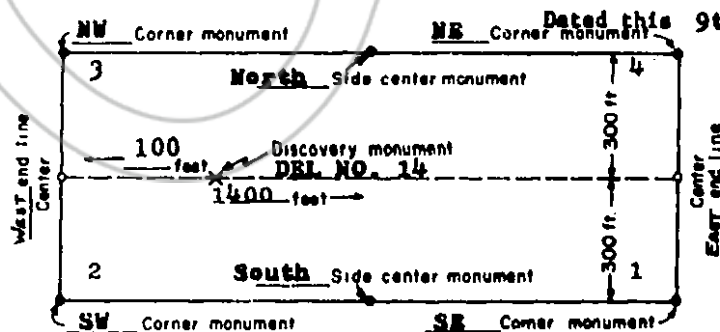 Dated this 9t
NW Corner monument NE Corner monument
3 4
North Side center monument
300 ft
100 feet
Discovery monument
DEL NO. 14
1400 feet
WEST end line
Center
Center
EAST end line
300 ft.
2 1
South Side center monument
SW Corner monument SE Corner monument